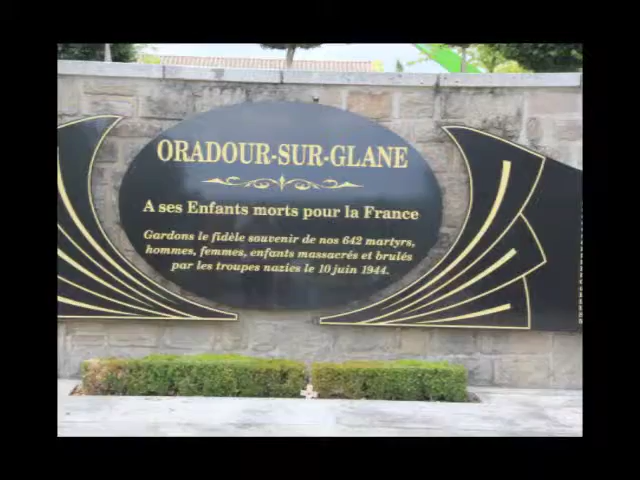 ORADOUR-SUR-GLANE
A ses Enfants morts pour la France
Gardons le fidèle souvenir de nos 642 martyrs,
hommes, femmes, enfants massacrés et brulés
par les troupes nazies le 10 juin 1944.